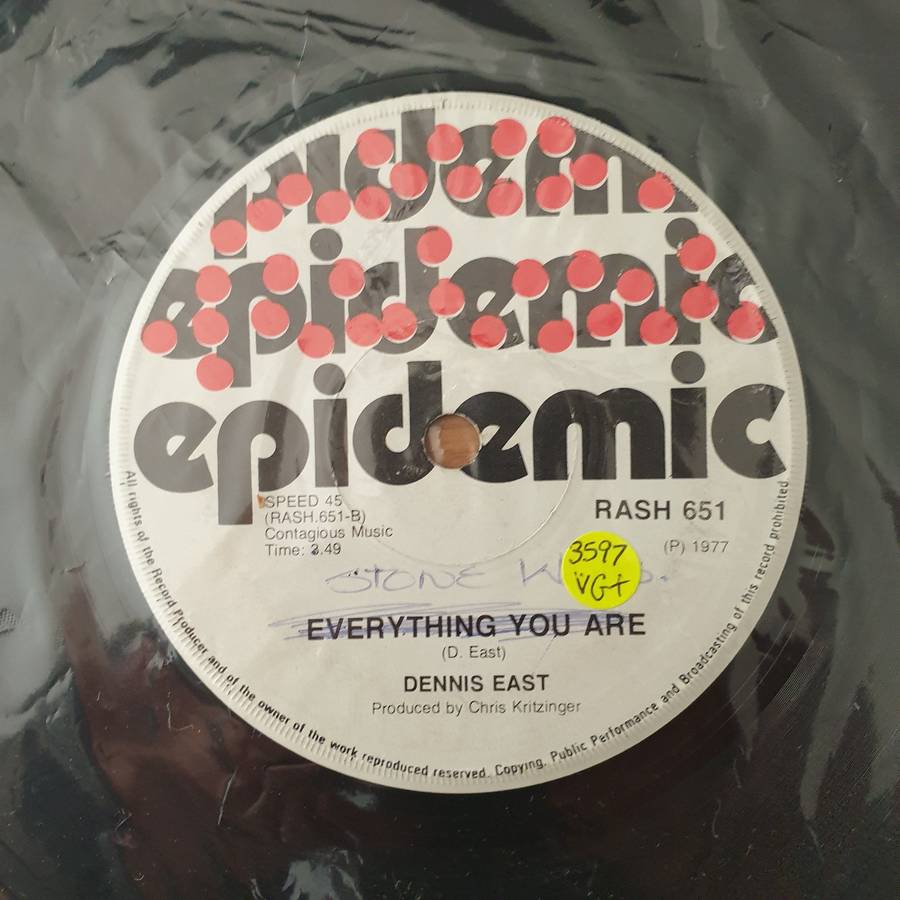 epidemic
epidemic
SPEED 45
(RASH.651-B)
Contagious Music
Time: 3.49
RASH 651
(P) 1977
STONE
3597
VG+
EVERYTHING YOU ARE
(D. East)
DENNIS EAST
Produced by Chris Kritzinger
All rights of the Record Producer and of the owner of the work reproduced reserved. Copying, Public Performance and Broadcasting of this record prohibited